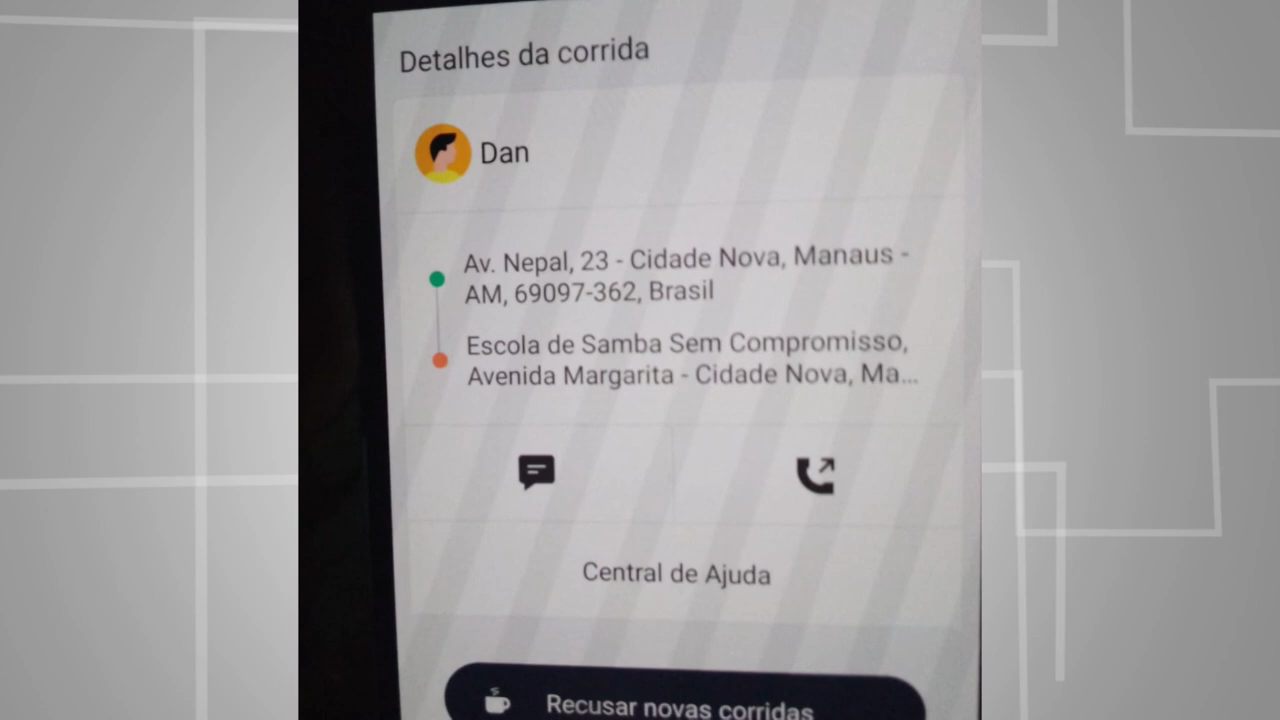 Detalhes da corrida
Dan
Av. Nepal, 23 - Cidade Nova, Manaus -
AM, 69097-362, Brasil
Escola de Samba Sem Compromisso,
Avenida Margarita - Cidade Nova, Ma...
Central de Ajuda
Recusar novas corridas